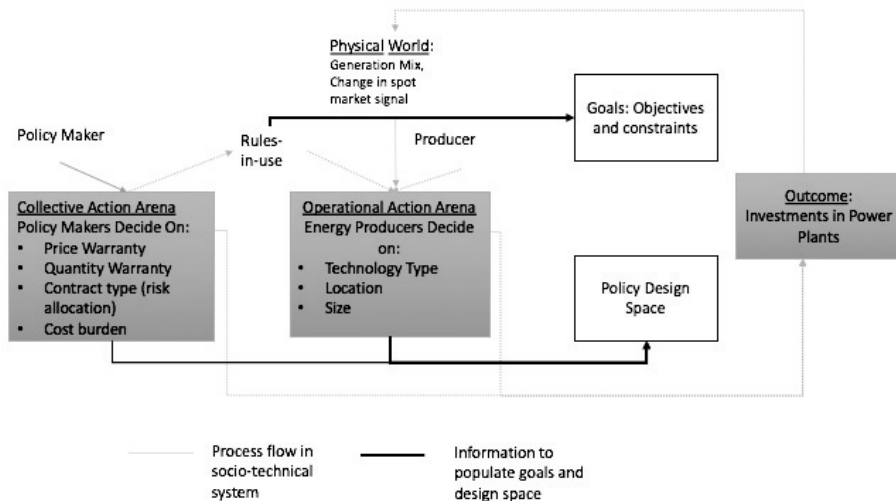 Physical World:
Generation Mix,
Change in spot
market signal
Goals: Objectives
and constraints
Policy Maker
Rules-
in-use
Producer
Collective Action Arena
Policy Makers Decide On:
• Price Warranty
• Quantity Warranty
• Contract type (risk
allocation)
• Cost burden
Operational Action Arena
Energy Producers Decide
on:
• Technology Type
• Location
• Size
Outcome:
Investments in Power
Plants
Policy Design
Space
Process flow in
socio-technical
system
Information to
populate goals and
design space